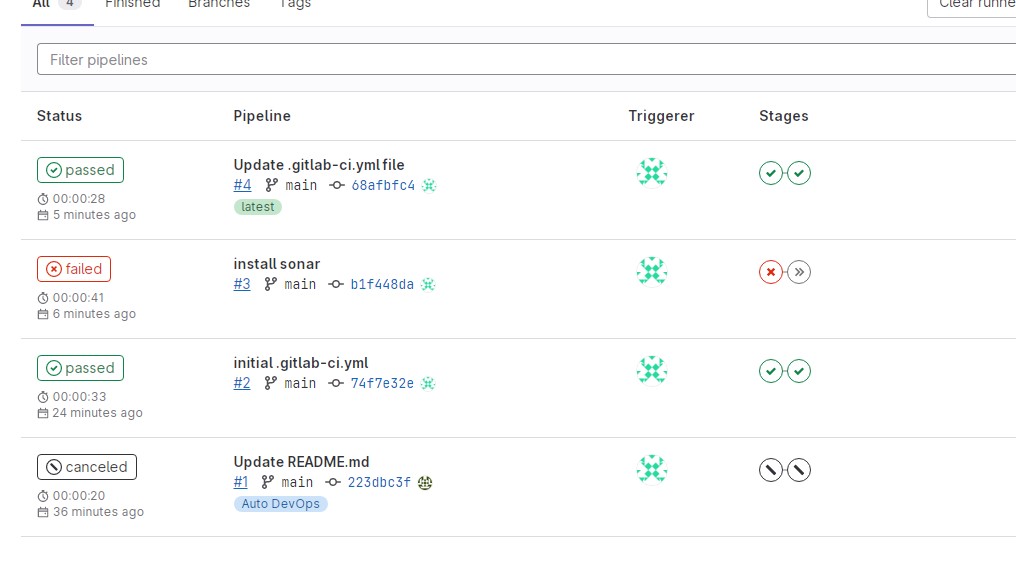 All 4 Finished Branches Tags Clear runne
Filter pipelines
Status Pipeline Triggerer Stages
passed
00:00:28
5 minutes ago
Update .gitlab-ci.yml file
#4 main 68afbfc4
latest
failed
00:00:41
6 minutes ago
install sonar
#3 main b1f448da
passed
00:00:33
24 minutes ago
initial .gitlab-ci.yml
#2 main 74f7e32e
canceled
00:00:20
36 minutes ago
Update README.md
#1 main 223dbc3f
Auto DevOps